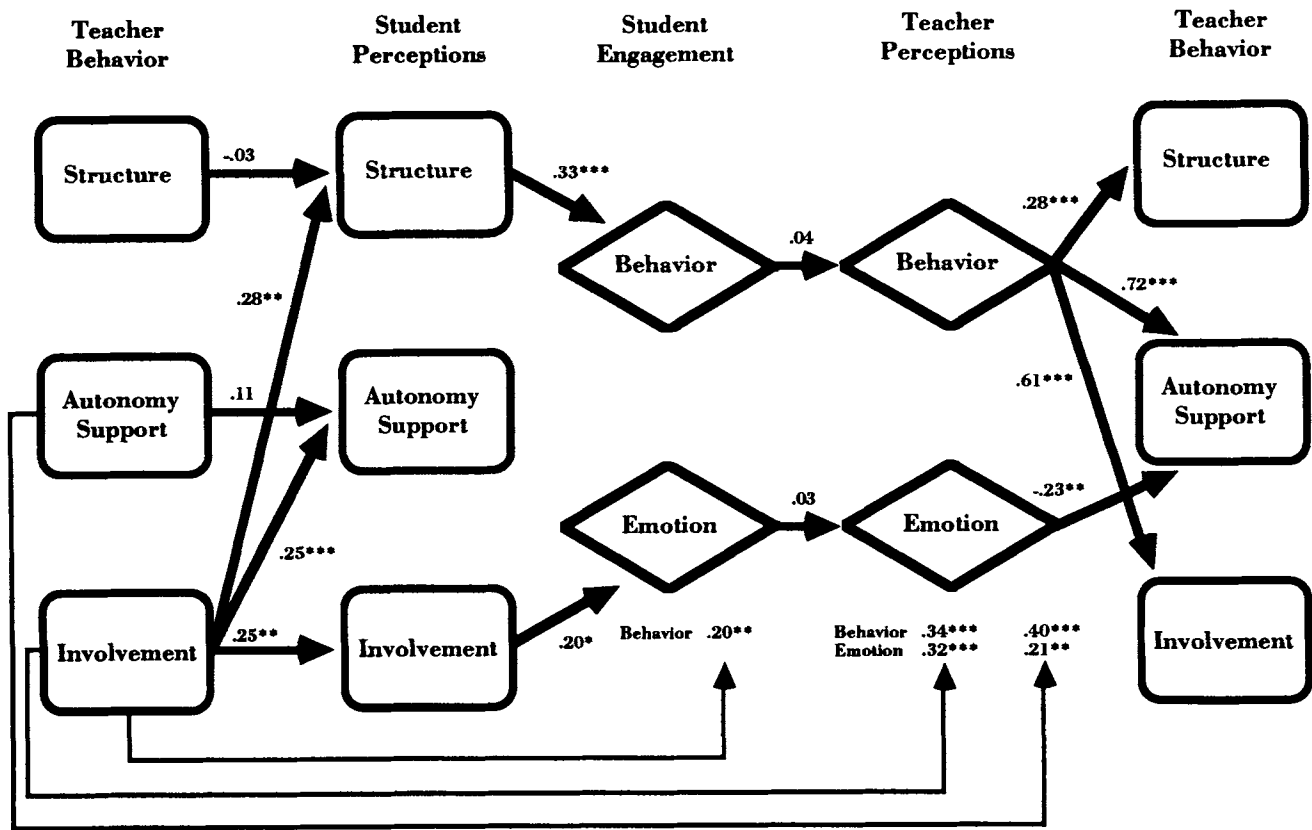 Teacher
Behavior
Student
Perceptions
Student
Engagement
Teacher
Perceptions
Teacher
Behavior
Structure
-.03
Structure
.33***
Behavior
.04
Behavior
.28***
Structure
.28**
.72***
Autonomy
Support
.11
Autonomy
Support
.61***
Autonomy
Support
.25***
Emotion
.03
Emotion
-.23**
Involvement
.25**
Involvement
.20*
Behavior .20**
Behavior .34*** .40***
Emotion .32*** .21**
Involvement